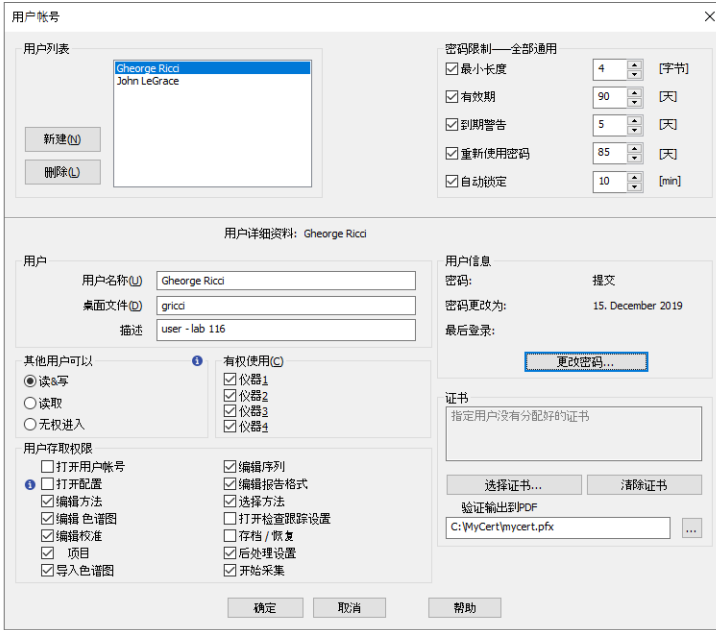 用户帐号
用户列表
Gheorge Ricci
John LeGrace
新建(N)
删除(L)
密码限制——全部通用
最小长度 4 [字节]
有效期 90 [天]
到期警告 5 [天]
重新使用密码 85 [天]
自动锁定 10 [min]
用户详细资料: Gheorge Ricci
用户
用户名称(U) Gheorge Ricci
桌面文件(D) gricci
描述 user - lab 116
用户信息
密码: 提交
密码更改为: 15. December 2019
最后登录:
更改密码...
其他用户可以
读&写
读取
无权进入
有权使用(C)
仪器1
仪器2
仪器3
仪器4
证书
指定用户没有分配好的证书
选择证书... 清除证书
验证输出到PDF
C:\MyCert\mycert.pfx ...
用户存取权限
打开用户帐号
打开配置
编辑方法
编辑 色谱图
编辑校准
项目
导入色谱图
编辑序列
编辑报告格式
选择方法
打开检查跟踪设置
存档 / 恢复
后处理设置
开始采集
确定 取消 帮助